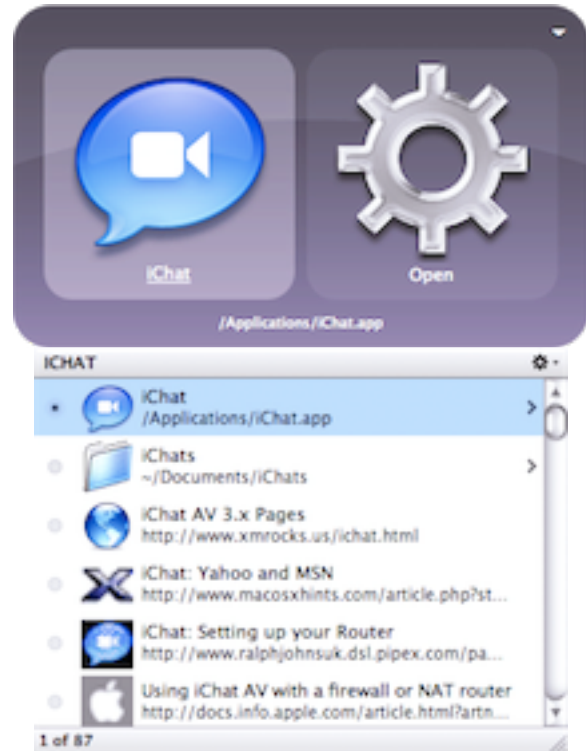 iChat
Open
/Applications/iChat.app
ICHAT
iChat
/Applications/iChat.app
iChats
~/Documents/iChats
iChat AV 3.x Pages
http://www.xmrocks.us/ichat.html
iChat: Yahoo and MSN
http://www.macosxhints.com/article.php?st...
iChat: Setting up your Router
http://www.ralphjohnsuk.dsl.pipex.com/pa...
Using iChat AV with a firewall or NAT router
http://docs.info.apple.com/article.html?artn...
1 of 87